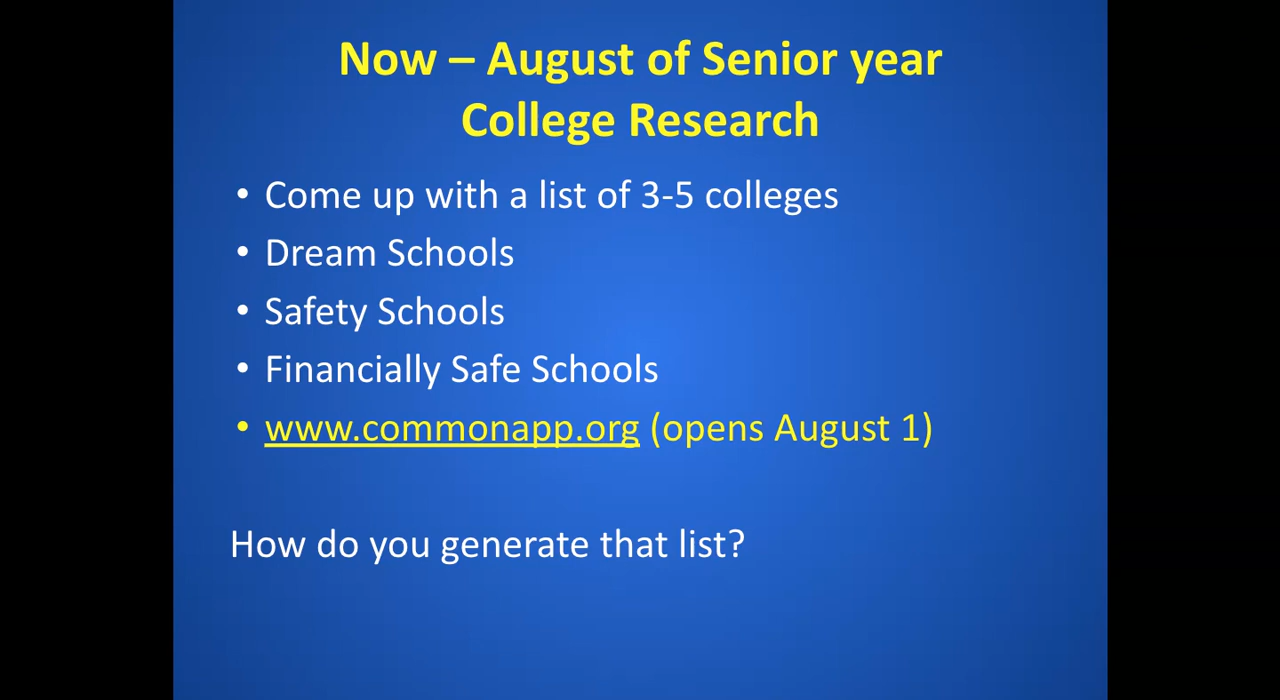 Now – August of Senior year
College Research
• Come up with a list of 3-5 colleges
• Dream Schools
• Safety Schools
• Financially Safe Schools
• www.commonapp.org (opens August 1)
How do you generate that list?